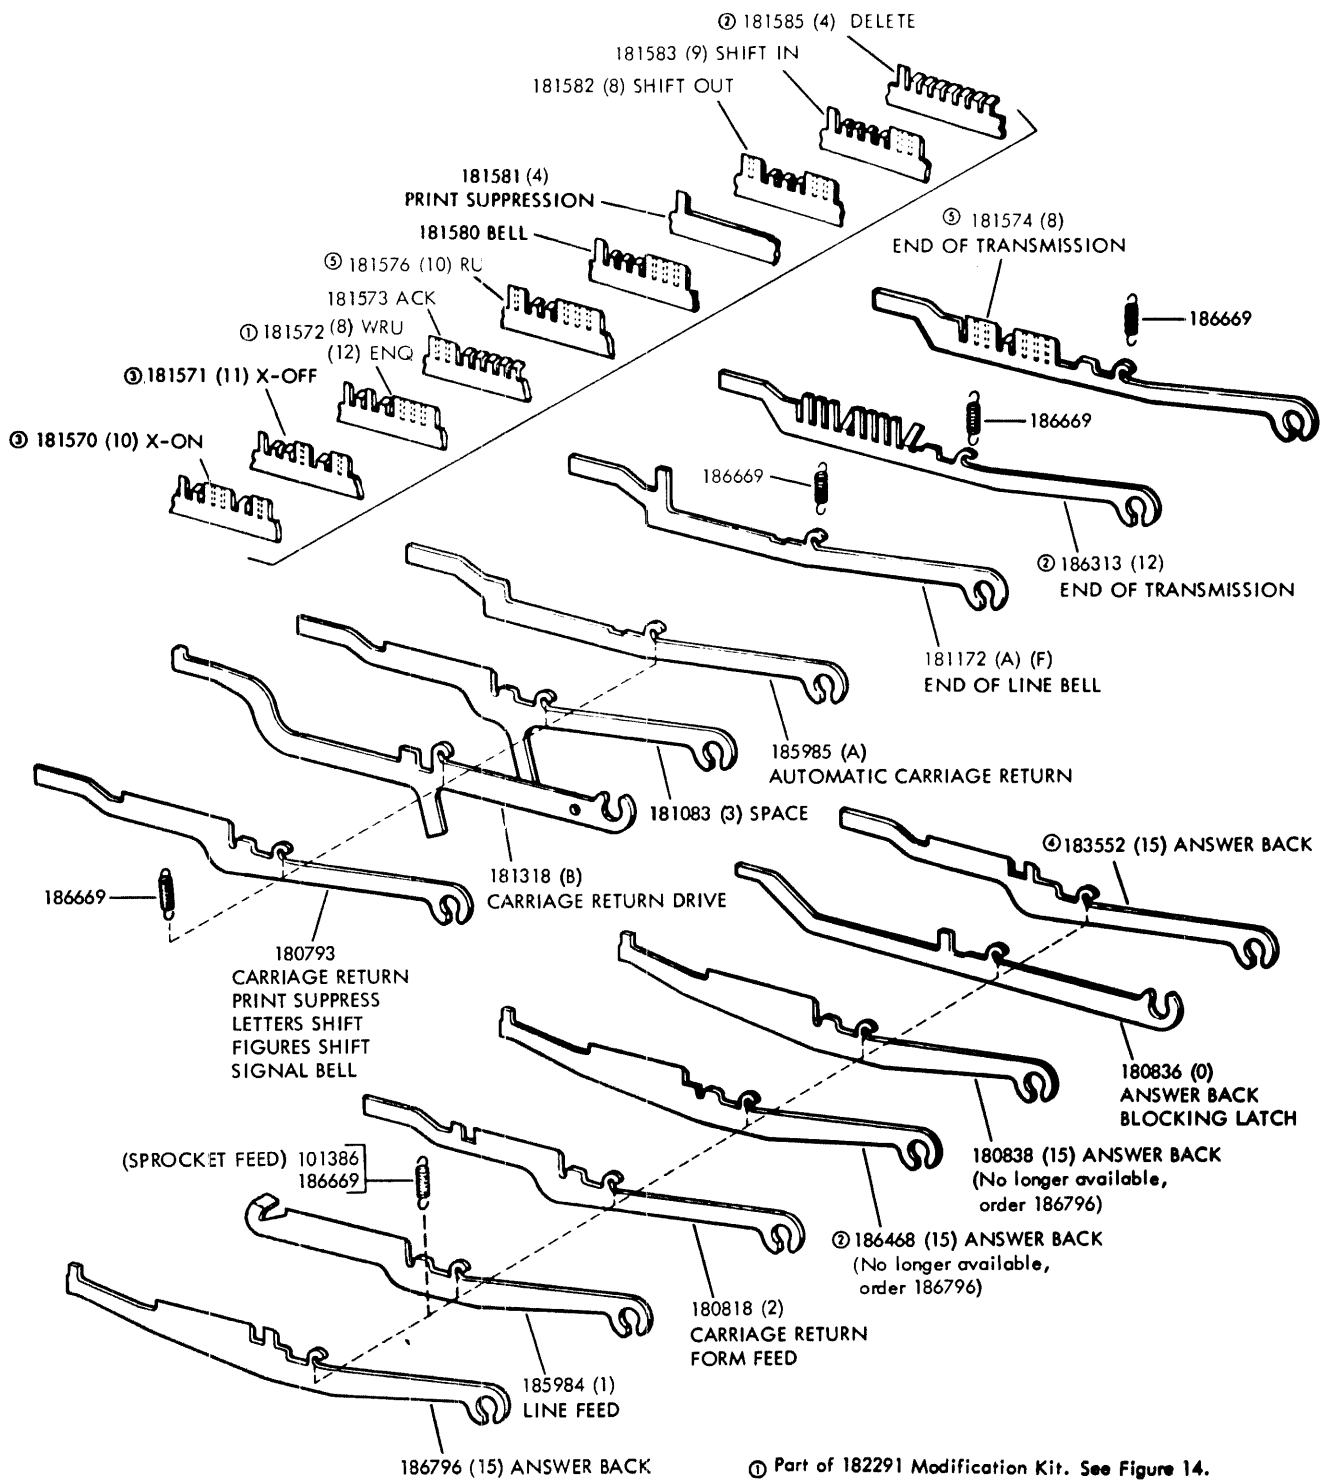 ② 181585 (4) DELETE
181583 (9) SHIFT IN
181582 (8) SHIFT OUT
181581 (4)
PRINT SUPPRESSION
181580 BELL
⑤ 181576 (10) RU
181573 ACK
① 181572 (8) WRU
(12) ENQ
③ 181571 (11) X-OFF
③ 181570 (10) X-ON
⑤ 181574 (8)
END OF TRANSMISSION
186669
186669
186669
② 186313 (12)
END OF TRANSMISSION
181172 (A) (F)
END OF LINE BELL
185985 (A)
AUTOMATIC CARRIAGE RETURN
181083 (3) SPACE
181318 (B)
CARRIAGE RETURN DRIVE
186669
180793
CARRIAGE RETURN
PRINT SUPPRESS
LETTERS SHIFT
FIGURES SHIFT
SIGNAL BELL
④ 183552 (15) ANSWER BACK
180836 (0)
ANSWER BACK
BLOCKING LATCH
180838 (15) ANSWER BACK
(No longer available,
order 186796)
② 186468 (15) ANSWER BACK
(No longer available,
order 186796)
(SPROCKET FEED) 101386
186669
180818 (2)
CARRIAGE RETURN
FORM FEED
185984 (1)
LINE FEED
186796 (15) ANSWER BACK
① Part of 182291 Modification Kit. See Figure 14.